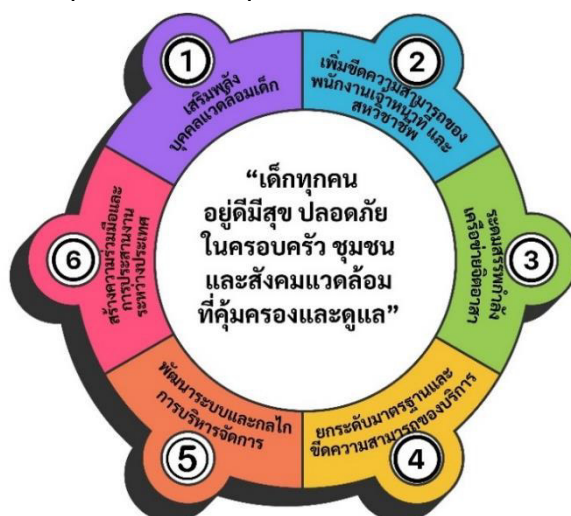 1
เสริมพลัง
บุคคลแวดล้อมเด็ก
2
เพิ่มขีดความสามารถของ
พนักงานเจ้าหน้าที่ และ
สหวิชาชีพ
3
ระดมสรรพกำลัง
เครือข่ายจิตอาสา
4
ยกระดับมาตรฐานและ
ขีดความสามารถของบริการ
5
พัฒนาระบบและกลไก
การบริหารจัดการ
6
สร้างความร่วมมือและ
การประสานงาน
ระหว่างประเทศ
“เด็กทุกคน
อยู่ดีมีสุข ปลอดภัย
ในครอบครัว ชุมชน
และสังคมแวดล้อม
ที่คุ้มครองและดูแล”